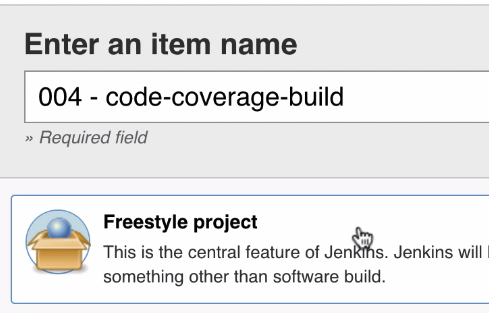 Enter an item name
004 - code-coverage-build
» Required field
Freestyle project
This is the central feature of Jenkins. Jenkins will
something other than software build.